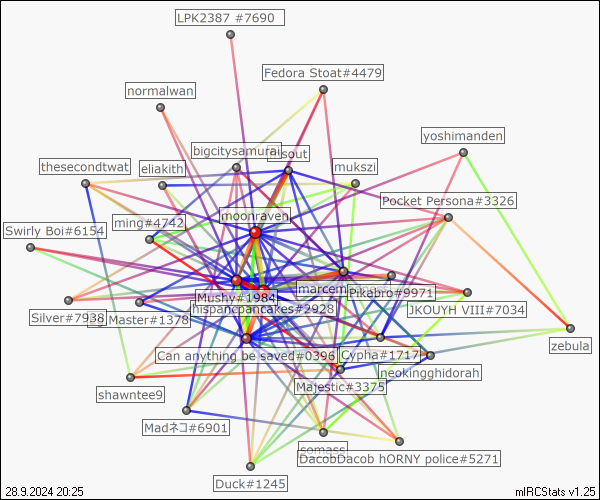 LPK2387 #7690
Fedora Stoat#4479
normalwan
yoshimanden
bigcitysamurai
sout
thesecondtwat
eliakith
mukszi
Pocket Persona#3326
moonraven
ming#4742
Swirly Boi#6154
Pikabro#9971
Mushy#1984
hispancpancakes#2928
JKOUYH VIII#7034
Silver#7938
Master#1378
Cypha#1717
zebula
Can anything be saved#0396
neokingghidorah
Majestic#3375
shawntee9
Madネコ#6901
somass
DacobDacob hORNY police#5271
Duck#1245
28.9.2024 20:25
mIRCStats v1.25